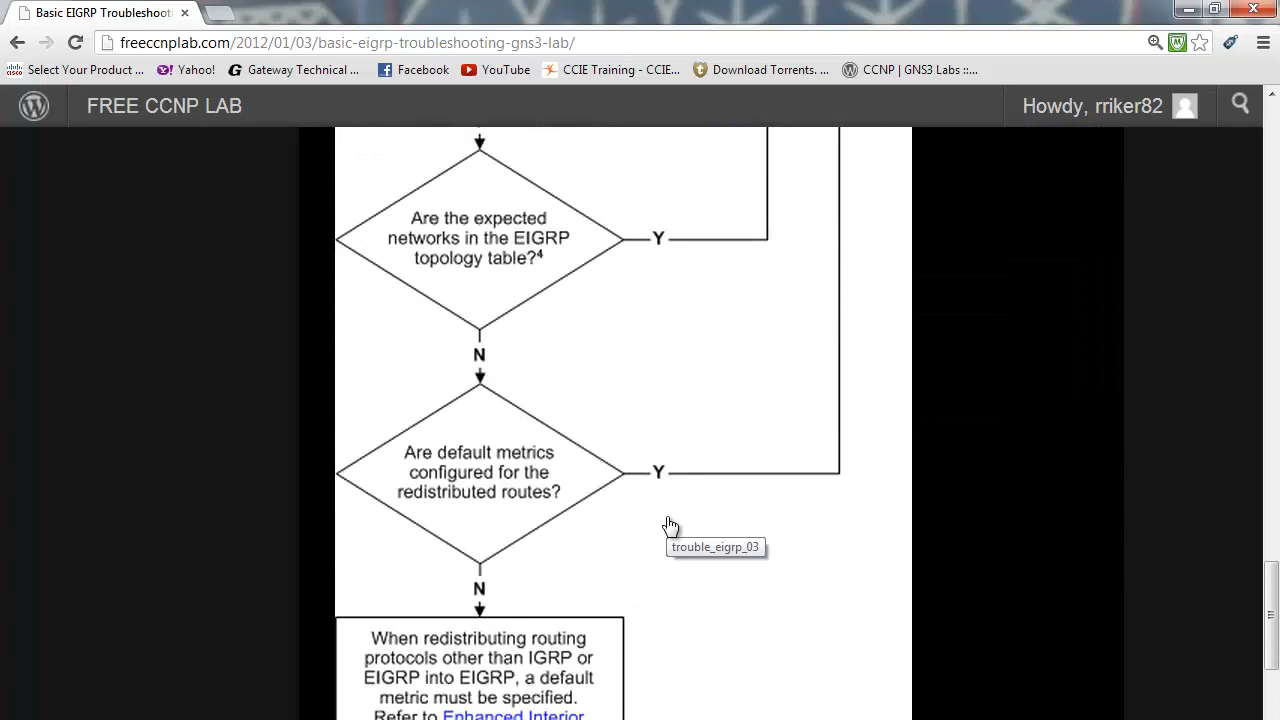 Basic EIGRP Troubleshooti
freeccnplab.com/2012/01/03/basic-eigrp-troubleshooting-gns3-lab/
Select Your Product ...
Yahoo!
Gateway Technical ...
Facebook
YouTube
CCIE Training - CCIE...
Download Torrents. ...
CCNP | GNS3 Labs ::...
FREE CCNP LAB
Howdy, rriker82
Are the expected
networks in the EIGRP
topology table?⁴
Y
N
Are default metrics
configured for the
redistributed routes?
Y
trouble_eigrp_03
N
When redistributing routing
protocols other than IGRP or
EIGRP into EIGRP, a default
metric must be specified.
Refer to Enhanced Interior